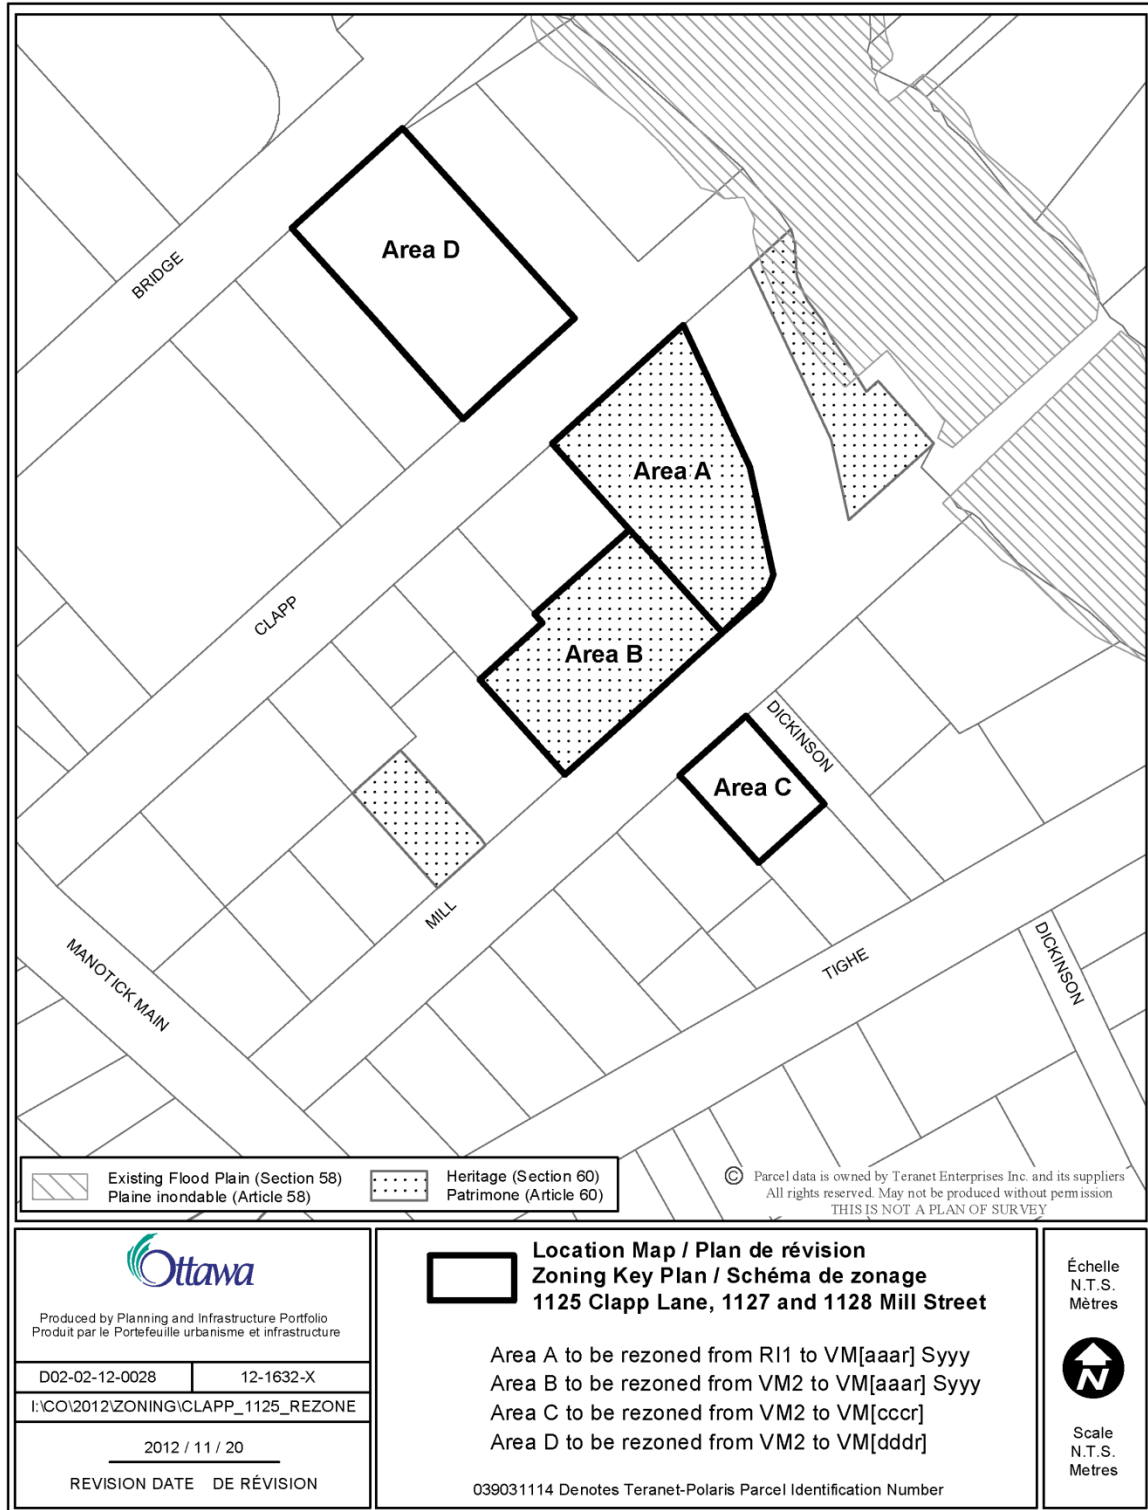 Area D
BRIDGE
Area A
CLAPP
Area B
DICKINSON
Area C
MILL
DICKINSON
TIGHE
MANOTICK MAIN
Existing Flood Plain (Section 58)
Plaine inondable (Article 58)
Heritage (Section 60)
Patrimone (Article 60)
© Parcel data is owned by Teranet Enterprises Inc. and its suppliers
All rights reserved. May not be produced without permission
THIS IS NOT A PLAN OF SURVEY
Ottawa
Produced by Planning and Infrastructure Portfolio
Produit par le Portefeuille urbanisme et infrastructure
D02-02-12-0028 12-1632-X
I:\CO\2012\ZONING\CLAPP_1125_REZONE
2012 / 11 / 20
REVISION DATE DE RÉVISION
Location Map / Plan de révision
Zoning Key Plan / Schéma de zonage
1125 Clapp Lane, 1127 and 1128 Mill Street
Area A to be rezoned from RI1 to VM[aaar] Syyy
Area B to be rezoned from VM2 to VM[aaar] Syyy
Area C to be rezoned from VM2 to VM[cccr]
Area D to be rezoned from VM2 to VM[dddr]
039031114 Denotes Teranet-Polaris Parcel Identification Number
Échelle
N.T.S.
Mètres
N
Scale
N.T.S.
Metres